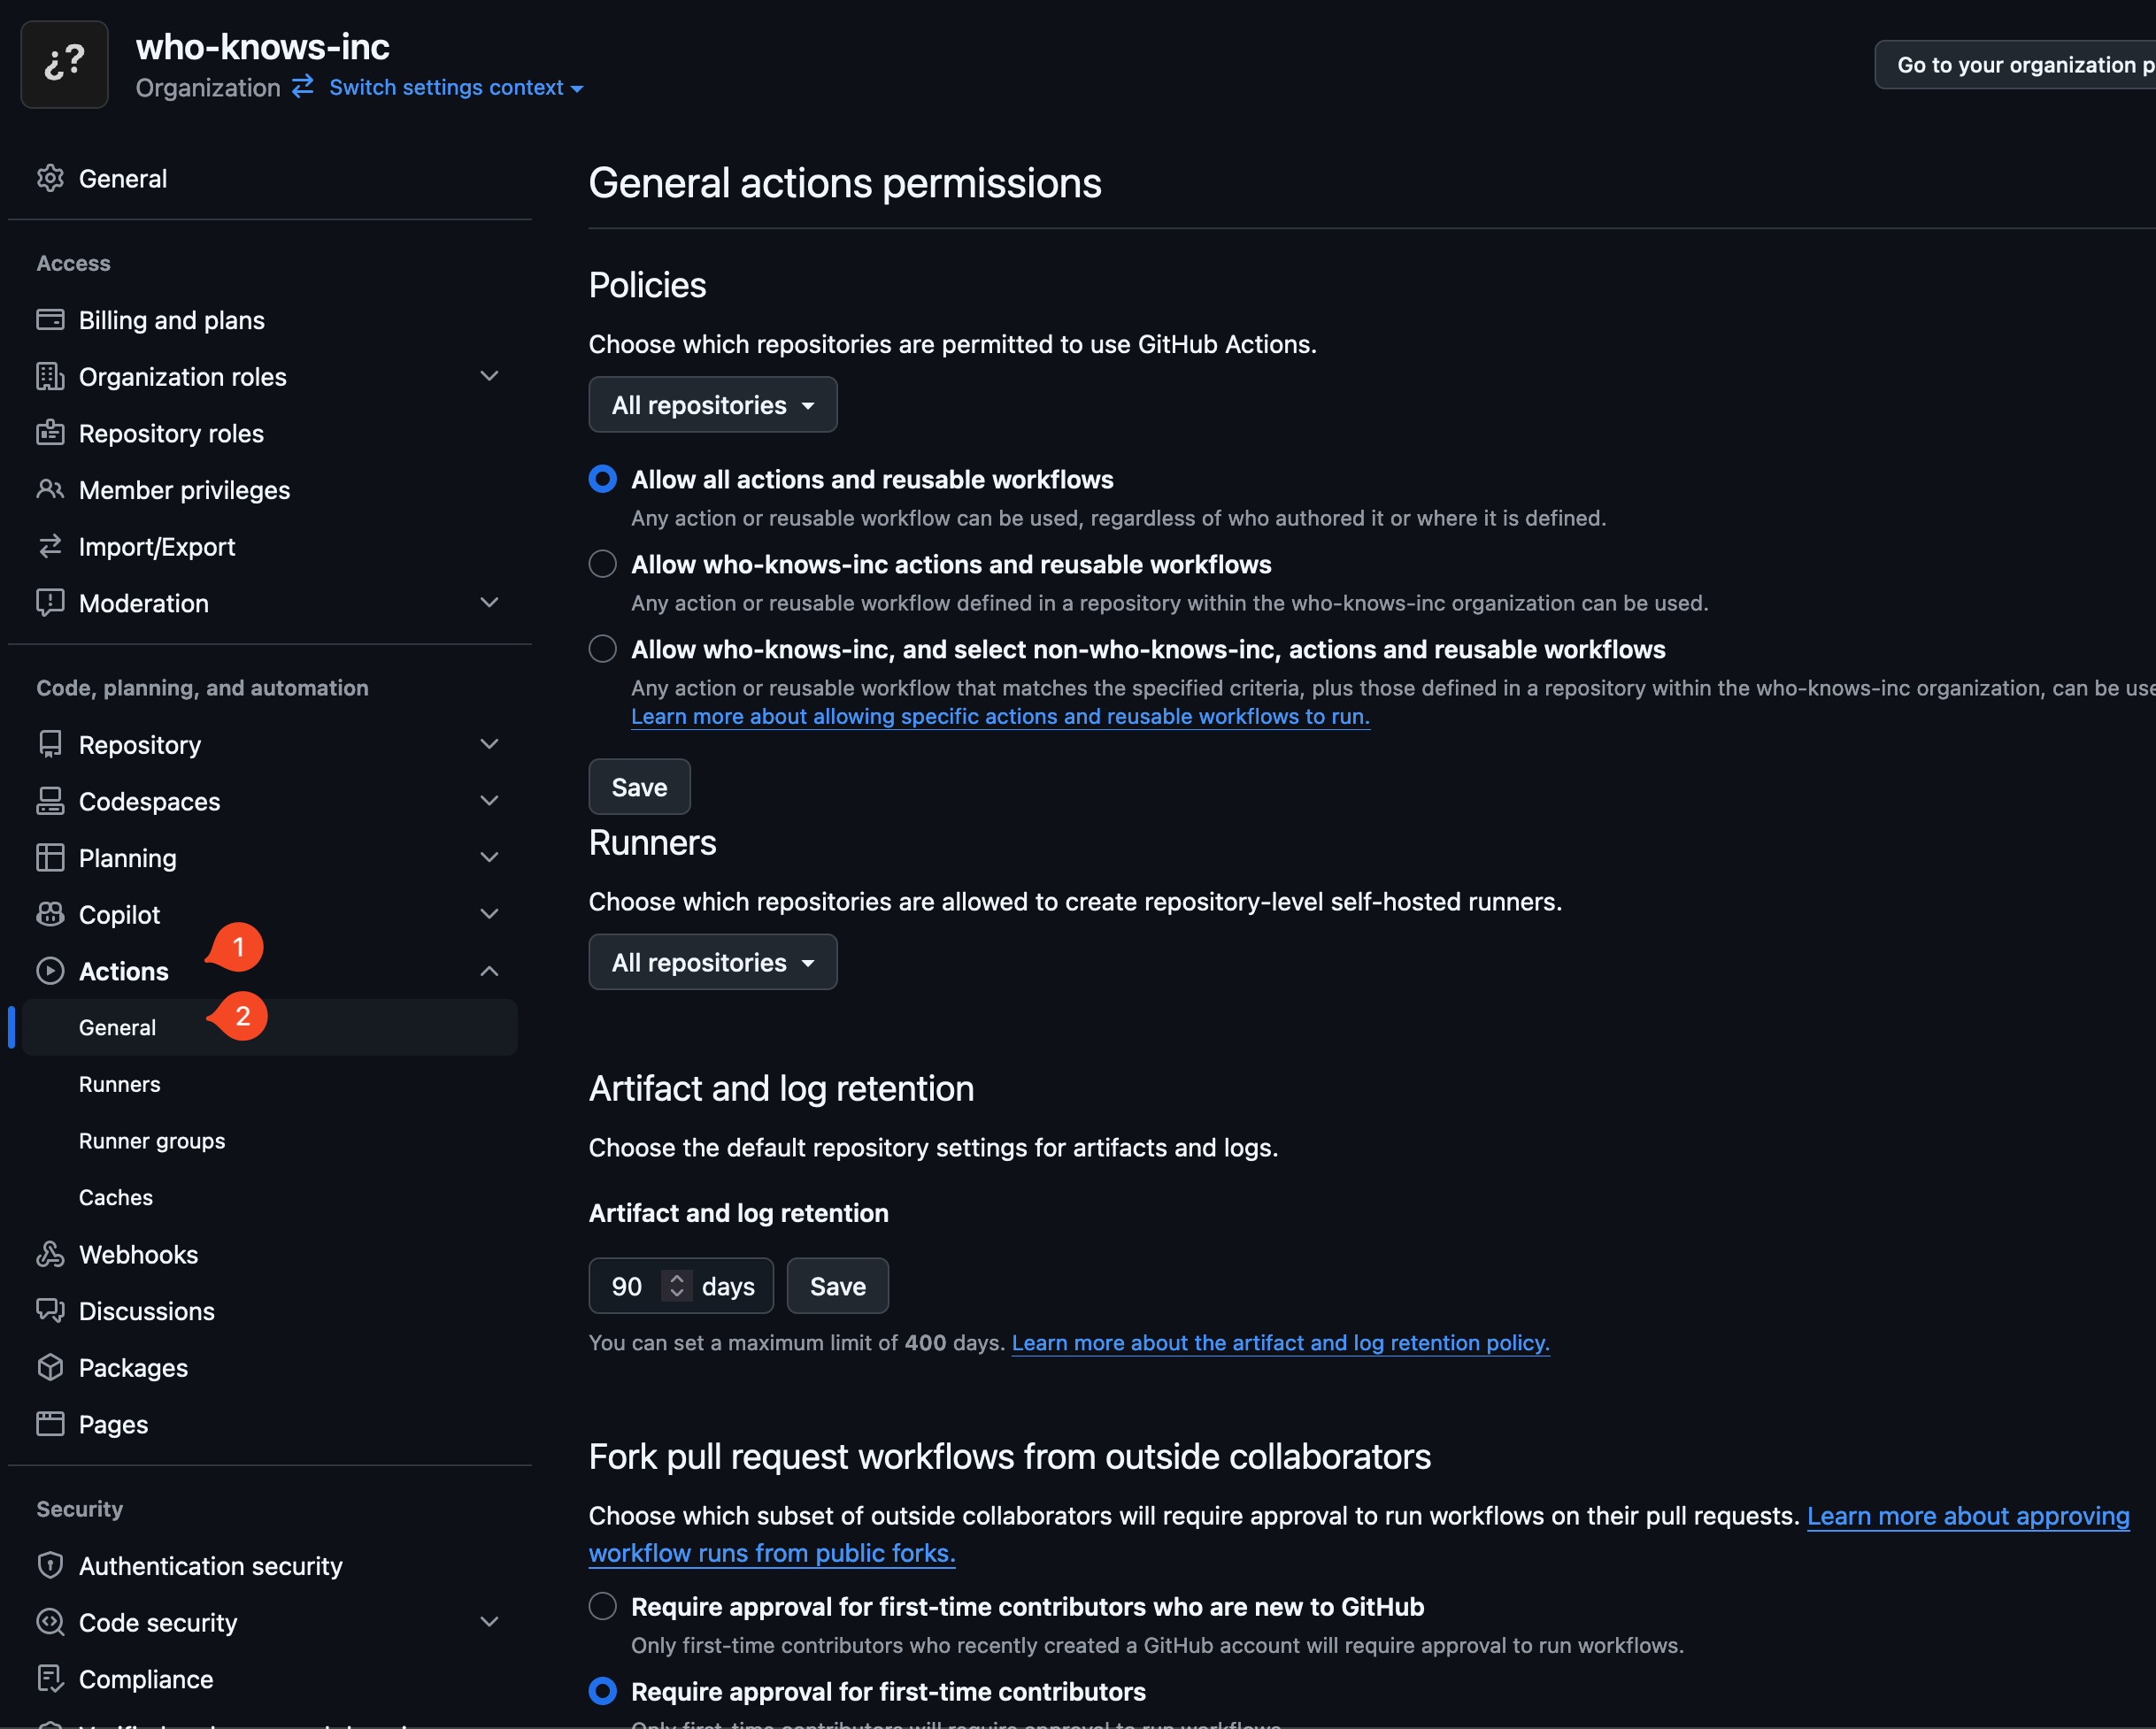 ¿?
who-knows-inc
Organization Switch settings context
Go to your organization p
General
Access
Billing and plans
Organization roles
Repository roles
Member privileges
Import/Export
Moderation
Code, planning, and automation
Repository
Codespaces
Planning
Copilot
Actions 1
General 2
Runners
Runner groups
Caches
Webhooks
Discussions
Packages
Pages
Security
Authentication security
Code security
Compliance
General actions permissions
Policies
Choose which repositories are permitted to use GitHub Actions.
All repositories
Allow all actions and reusable workflows
Any action or reusable workflow can be used, regardless of who authored it or where it is defined.
Allow who-knows-inc actions and reusable workflows
Any action or reusable workflow defined in a repository within the who-knows-inc organization can be used.
Allow who-knows-inc, and select non-who-knows-inc, actions and reusable workflows
Any action or reusable workflow that matches the specified criteria, plus those defined in a repository within the who-knows-inc organization, can be use
Learn more about allowing specific actions and reusable workflows to run.
Save
Runners
Choose which repositories are allowed to create repository-level self-hosted runners.
All repositories
Artifact and log retention
Choose the default repository settings for artifacts and logs.
Artifact and log retention
90 days Save
You can set a maximum limit of 400 days. Learn more about the artifact and log retention policy.
Fork pull request workflows from outside collaborators
Choose which subset of outside collaborators will require approval to run workflows on their pull requests. Learn more about approving
workflow runs from public forks.
Require approval for first-time contributors who are new to GitHub
Only first-time contributors who recently created a GitHub account will require approval to run workflows.
Require approval for first-time contributors
Only first-time contributors will require approval to run workflows.